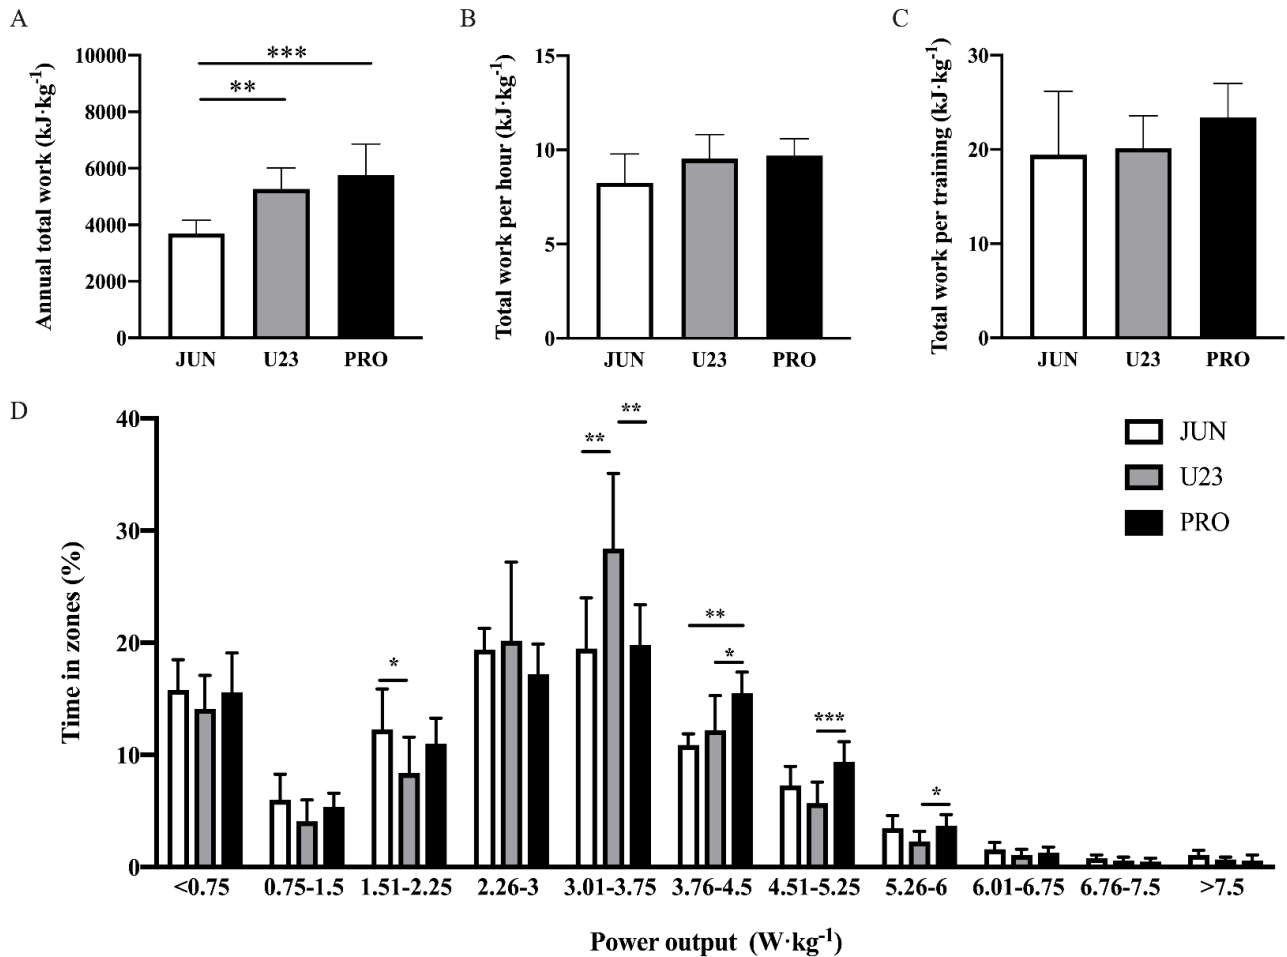 A
Annual total work (kJ·kg-1)
10000
8000
6000
4000
2000
0
***
**
JUN U23 PRO
B
Total work per hour (kJ·kg-1)
15
10
5
0
JUN U23 PRO
C
Total work per training (kJ·kg-1)
30
20
10
0
JUN U23 PRO
D
Time in zones (%)
40
30
20
10
0
*
**
**
**
*
***
*
JUN
U23
PRO
<0.75 0.75-1.5 1.51-2.25 2.26-3 3.01-3.75 3.76-4.5 4.51-5.25 5.26-6 6.01-6.75 6.76-7.5 >7.5
Power output (W·kg-1)